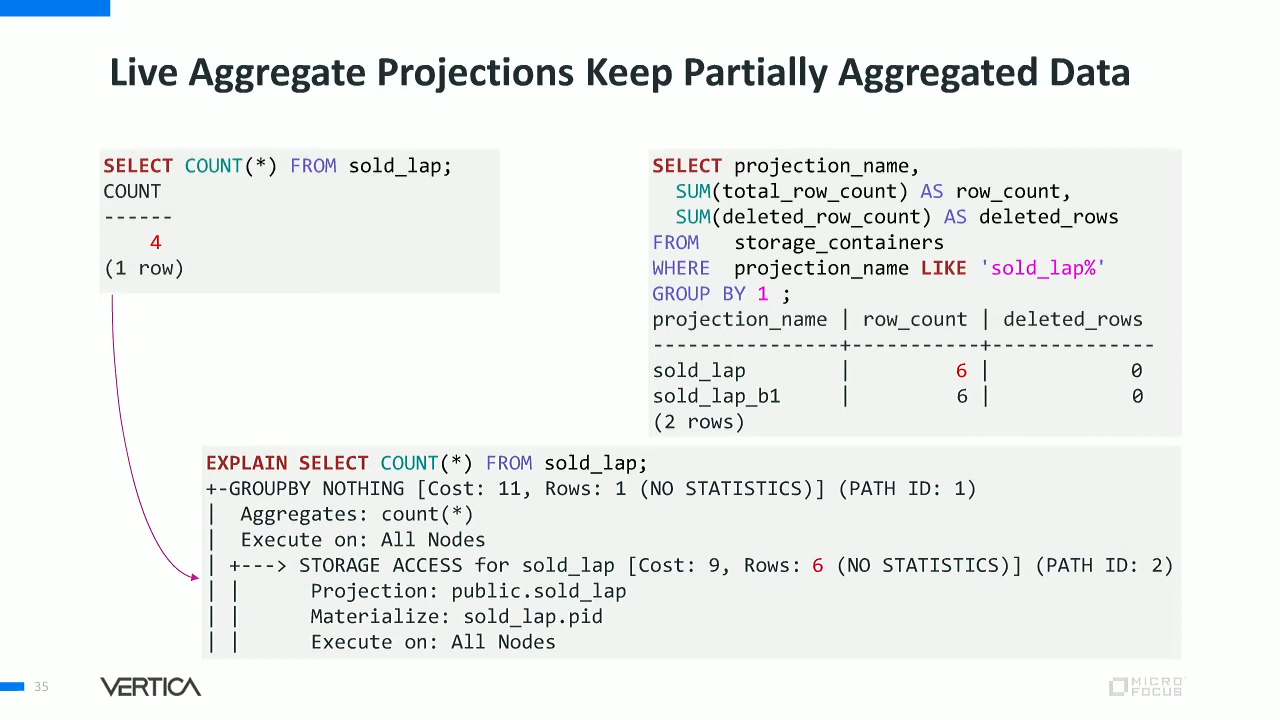 Live Aggregate Projections Keep Partially Aggregated Data
SELECT COUNT(*) FROM sold_lap;
COUNT
------
4
(1 row)
SELECT projection_name,
SUM(total_row_count) AS row_count,
SUM(deleted_row_count) AS deleted_rows
FROM storage_containers
WHERE projection_name LIKE 'sold_lap%'
GROUP BY 1 ;
projection_name | row_count | deleted_rows
----------------+-----------+--------------
sold_lap | 6 | 0
sold_lap_b1 | 6 | 0
(2 rows)
EXPLAIN SELECT COUNT(*) FROM sold_lap;
+-GROUPBY NOTHING [Cost: 11, Rows: 1 (NO STATISTICS)] (PATH ID: 1)
| Aggregates: count(*)
| Execute on: All Nodes
| +---> STORAGE ACCESS for sold_lap [Cost: 9, Rows: 6 (NO STATISTICS)] (PATH ID: 2)
| | Projection: public.sold_lap
| | Materialize: sold_lap.pid
| | Execute on: All Nodes
35
VERTICA
MICRO
FOCUS